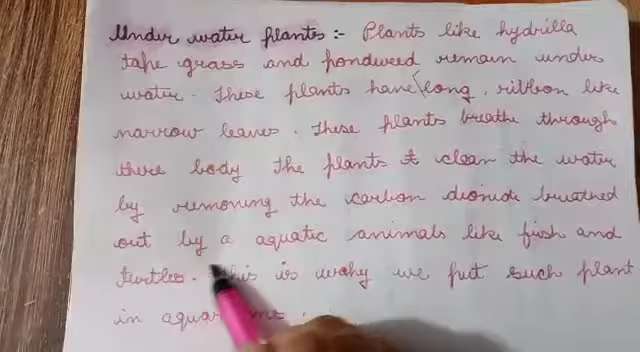 Under water plants :- Plants like hydrilla
tape grass and pondweed remain under
water. These plants have long, ribbon like
narrow leaves. These plants breathe through
there body The plants clean the water
by removing the carbon dioxide breathed
out by a aquatic animals like fish and
turtles. This is why we put such plant
in